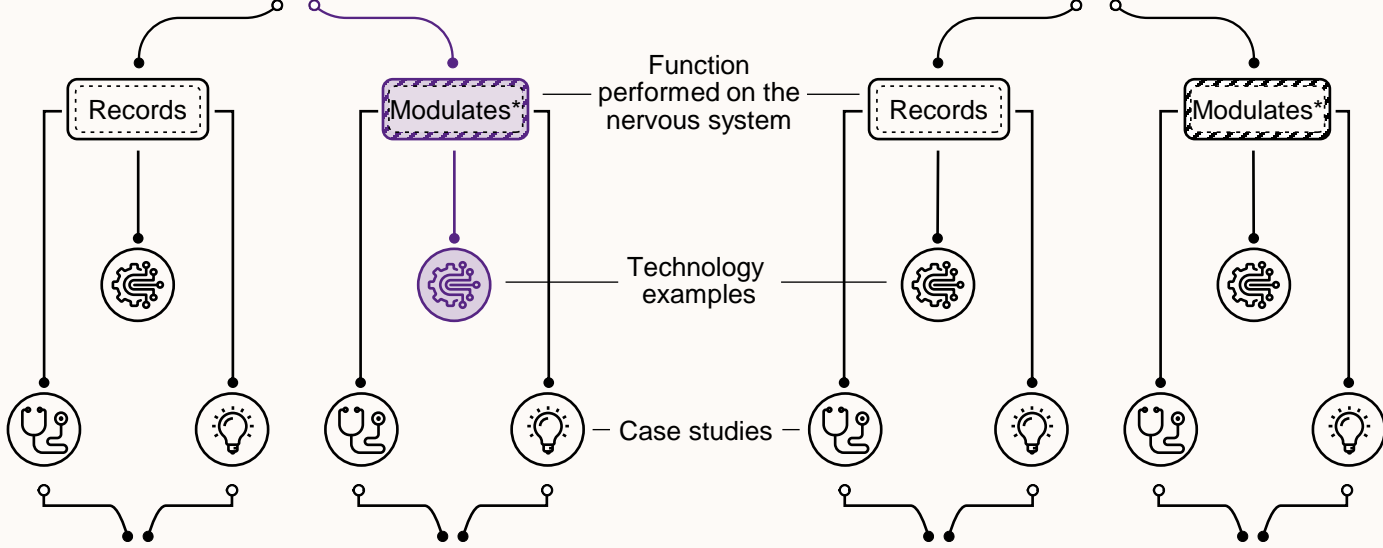 Records
Modulates*
Function
performed on the
nervous system
Records
Modulates*
Technology
examples
Case studies